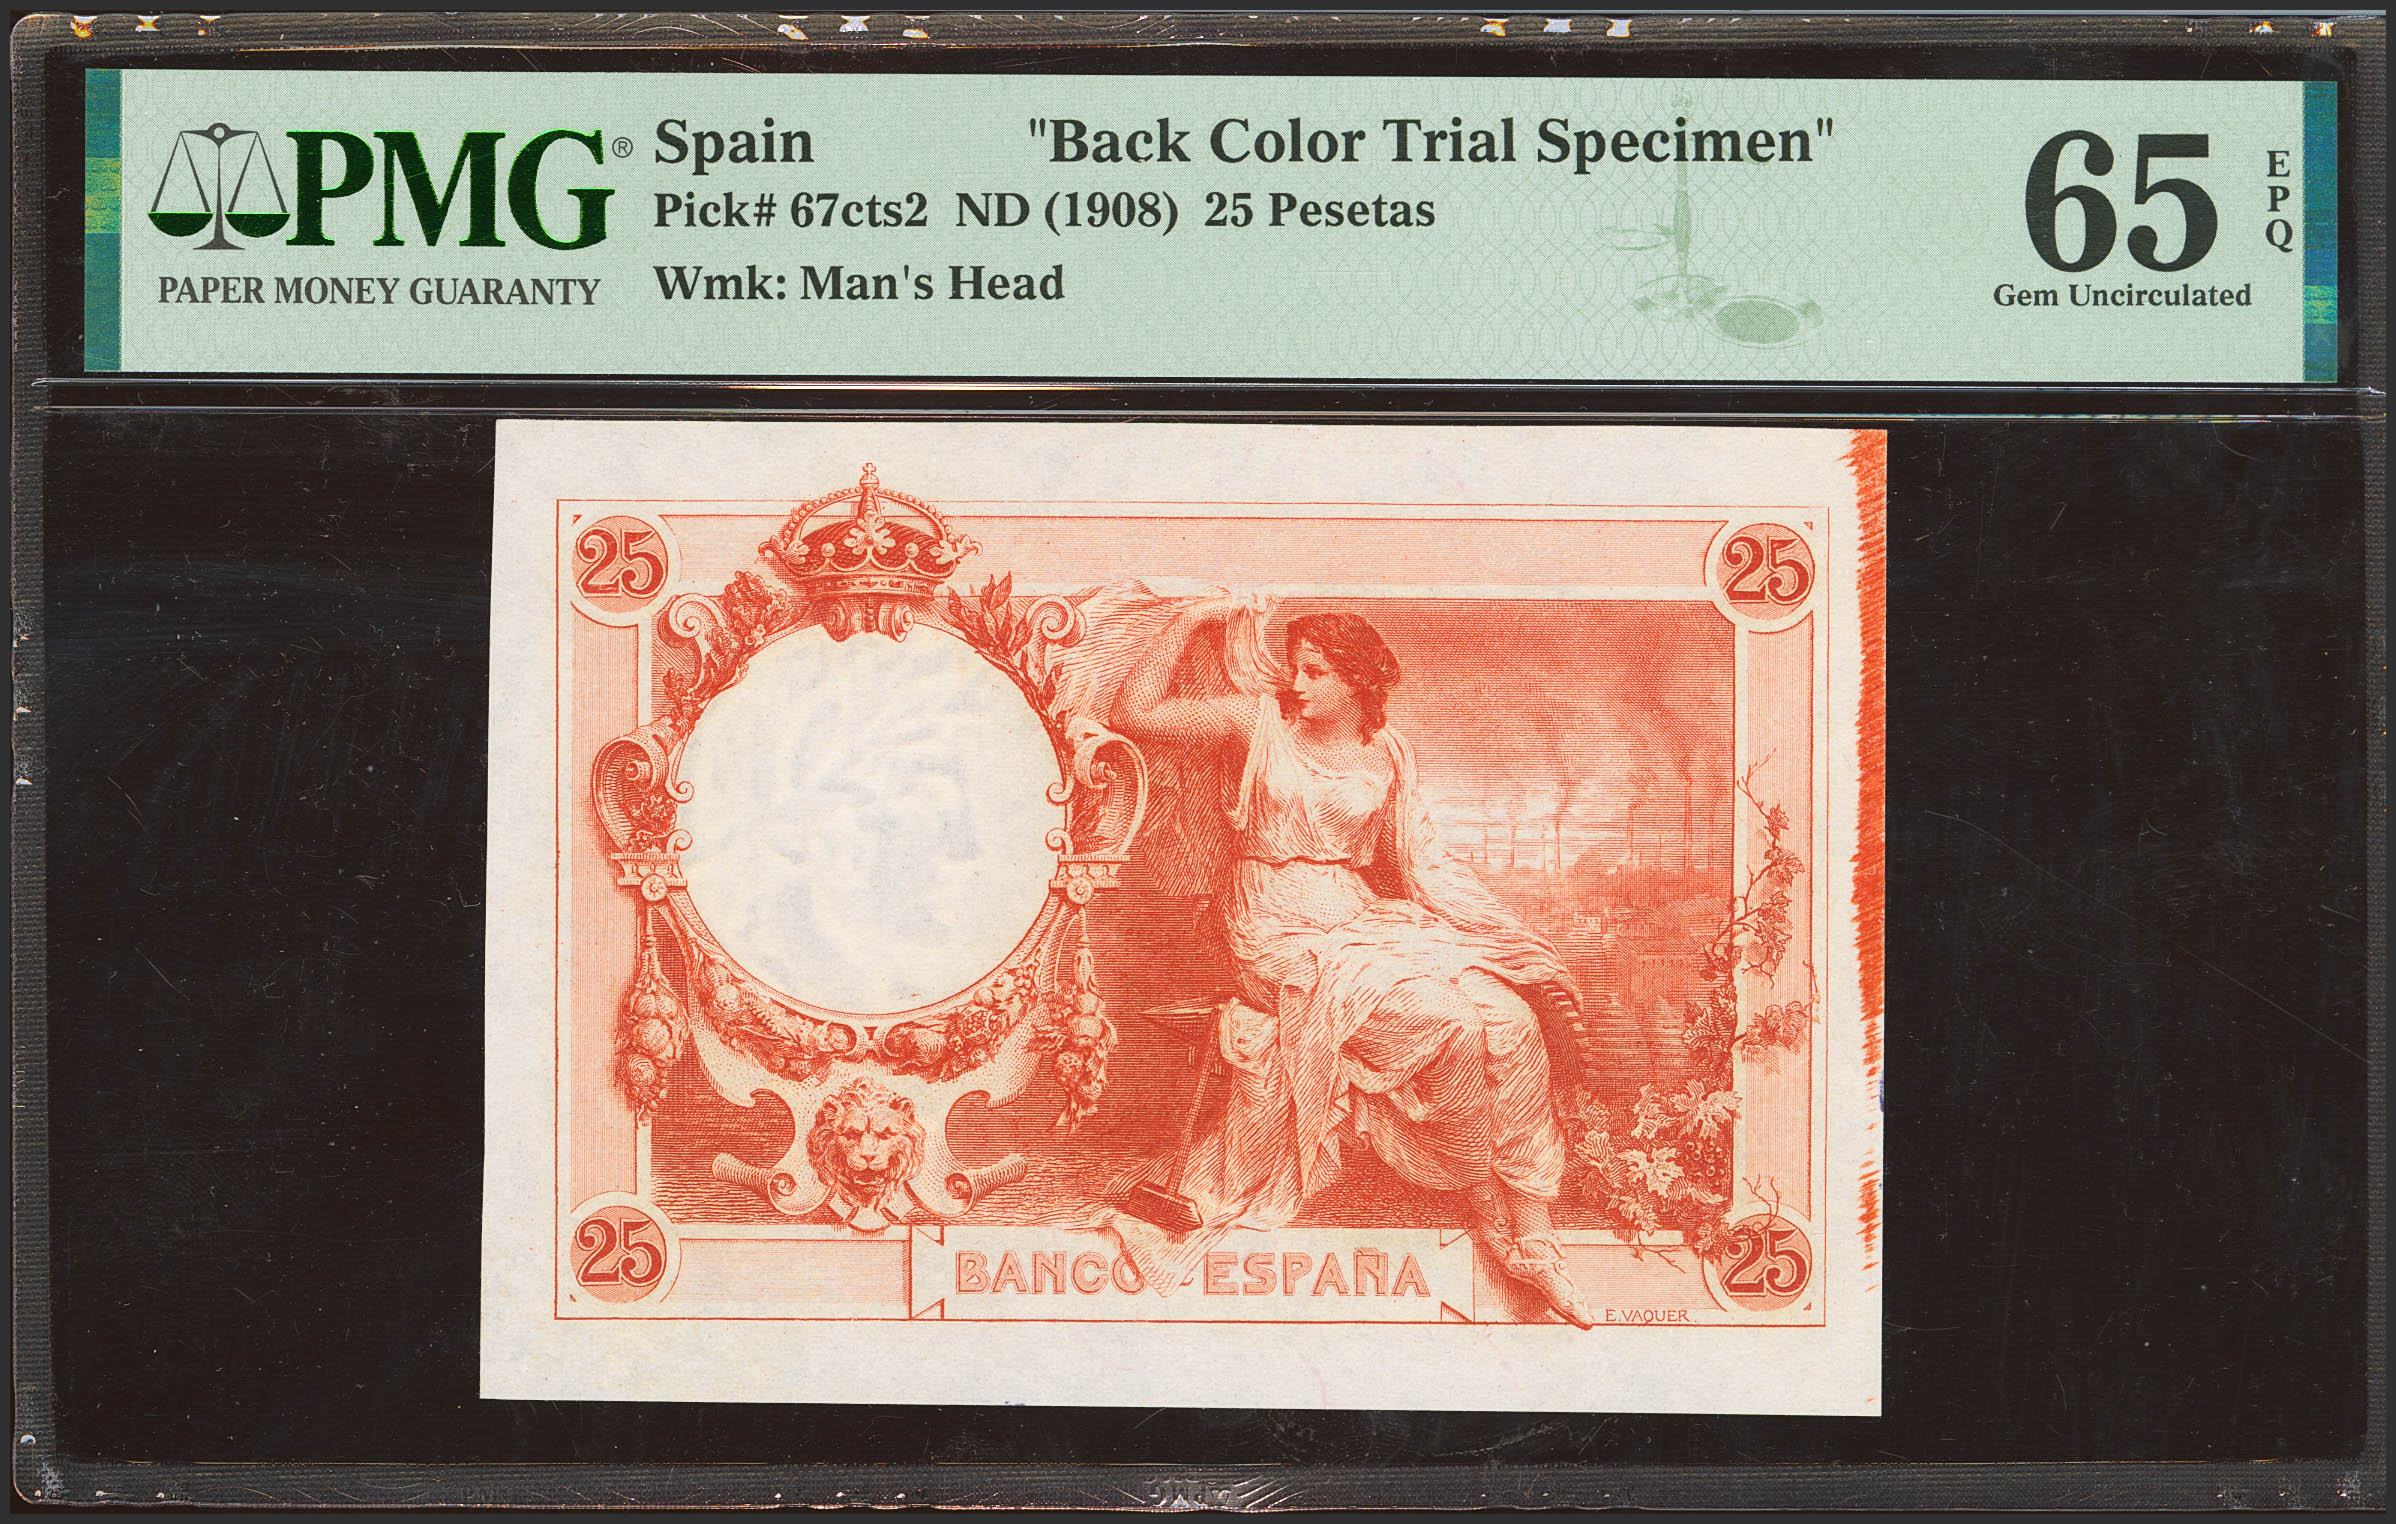 PMG®
PAPER MONEY GUARANTY
Spain "Back Color Trial Specimen"
Pick# 67cts2 ND (1908) 25 Pesetas
Wmk: Man's Head
65
EPQ
Gem Uncirculated
25
25
25
BANCO ESPAÑA
25
E. VAQUER.